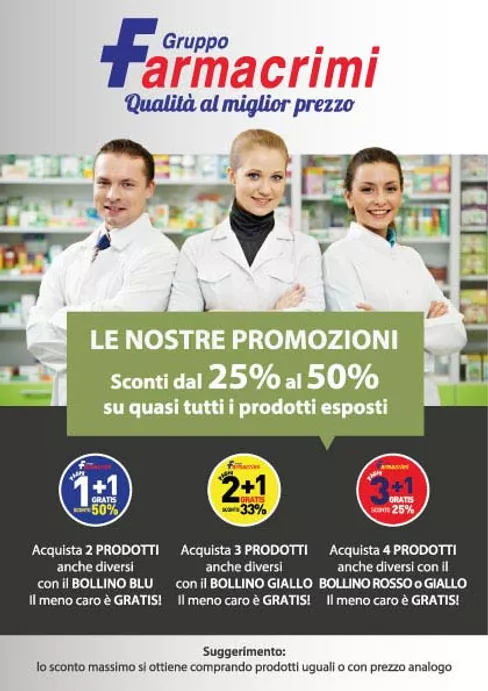 Gruppo
Farmacrimi
Qualità al miglior prezzo
LE NOSTRE PROMOZIONI
Sconti dal 25% al 50%
su quasi tutti i prodotti esposti
Farmacrimi
1+1
GRATIS
SCONTO 50%
Acquista 2 PRODOTTI
anche diversi
con il BOLLINO BLU
Il meno caro è GRATIS!
Farmacrimi
2+1
GRATIS
SCONTO 33%
Acquista 3 PRODOTTI
anche diversi
con il BOLLINO GIALLO
Il meno caro è GRATIS!
Farmacrimi
3+1
GRATIS
SCONTO 25%
Acquista 4 PRODOTTI
anche diversi con il
BOLLINO ROSSO o GIALLO
Il meno caro è GRATIS!
Suggerimento:
lo sconto massimo si ottiene comprando prodotti uguali o con prezzo analogo